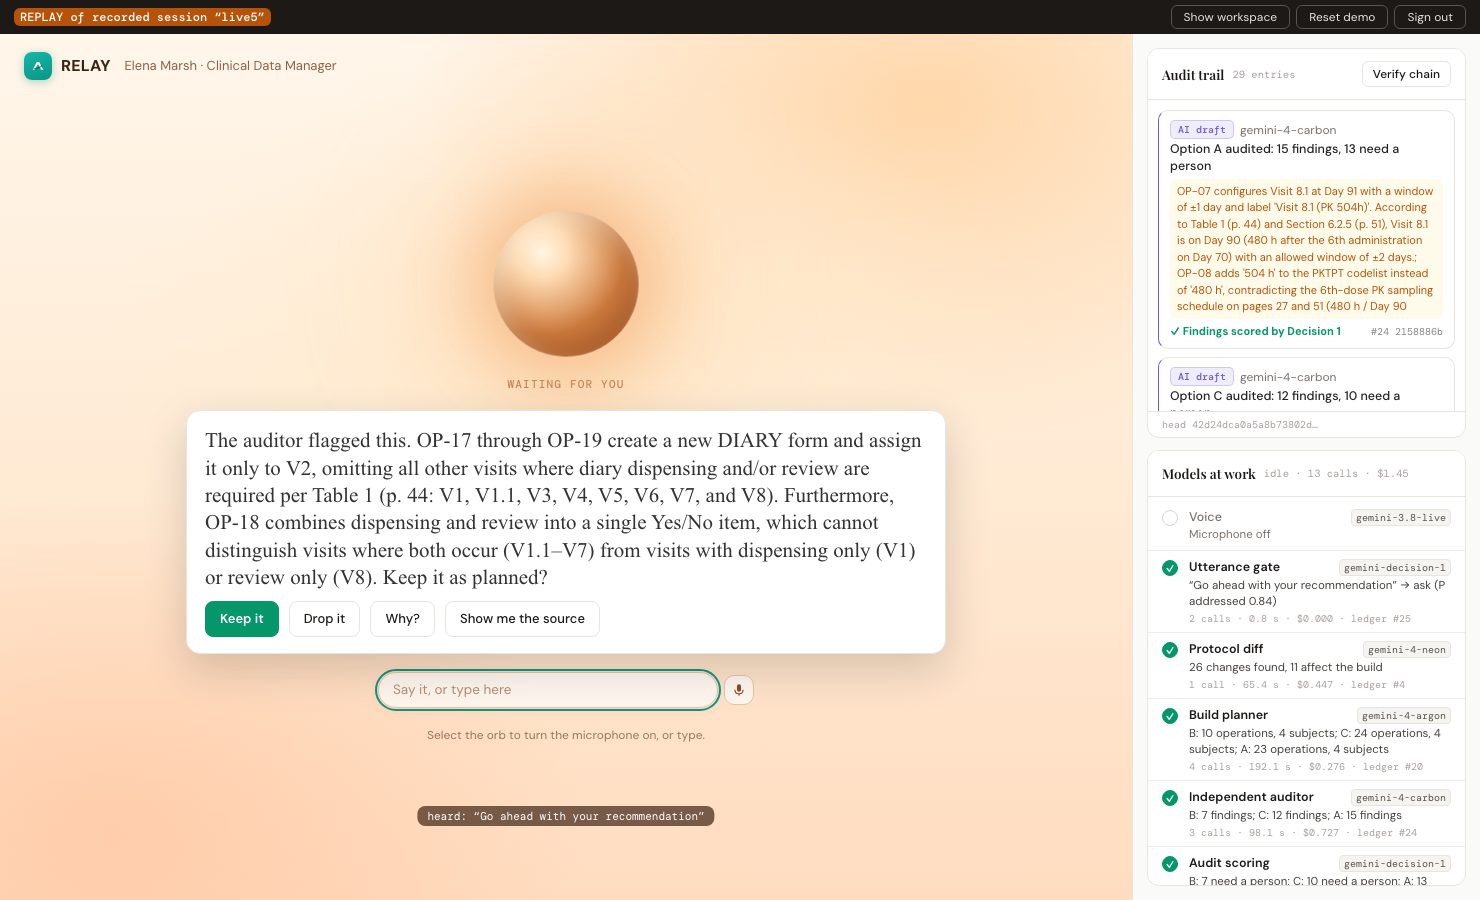 REPLAY of recorded session “live5”
Show workspace
Reset demo
Sign out
RELAY
Elena Marsh · Clinical Data Manager
WAITING FOR YOU
The auditor flagged this. OP-17 through OP-19 create a new DIARY form and assign
it only to V2, omitting all other visits where diary dispensing and/or review are
required per Table 1 (p. 44: V1, V1.1, V3, V4, V5, V6, V7, and V8). Furthermore,
OP-18 combines dispensing and review into a single Yes/No item, which cannot
distinguish visits where both occur (V1.1–V7) from visits with dispensing only (V1)
or review only (V8). Keep it as planned?
Keep it
Drop it
Why?
Show me the source
Say it, or type here
Select the orb to turn the microphone on, or type.
heard: “Go ahead with your recommendation”
Audit trail
29 entries
Verify chain
AI draft
gemini-4-carbon
Option A audited: 15 findings, 13 need a
person
OP-07 configures Visit 8.1 at Day 91 with a window
of ±1 day and label 'Visit 8.1 (PK 504h)'. According
to Table 1 (p. 44) and Section 6.2.5 (p. 51), Visit 8.1
is on Day 90 (480 h after the 6th administration
on Day 70) with an allowed window of ±2 days.;
OP-08 adds '504 h' to the PKTPT codelist instead
of '480 h', contradicting the 6th-dose PK sampling
schedule on pages 27 and 51 (480 h / Day 90
✓ Findings scored by Decision 1
#24 2158886b
AI draft
gemini-4-carbon
Option C audited: 12 findings, 10 need a
head 42d24dca0a5a8b73802d…
Models at work
idle · 13 calls · $1.45
Voice
gemini-3.8-live
Microphone off
Utterance gate
gemini-decision-1
“Go ahead with your recommendation” → ask (P
addressed 0.84)
2 calls · 0.8 s · $0.000 · ledger #25
Protocol diff
gemini-4-neon
26 changes found, 11 affect the build
1 call · 65.4 s · $0.447 · ledger #4
Build planner
gemini-4-argon
B: 10 operations, 4 subjects; C: 24 operations, 4
subjects; A: 23 operations, 4 subjects
4 calls · 192.1 s · $0.276 · ledger #20
Independent auditor
gemini-4-carbon
B: 7 findings; C: 12 findings; A: 15 findings
3 calls · 98.1 s · $0.727 · ledger #24
Audit scoring
gemini-decision-1
B: 7 need a person; C: 10 need a person; A: 13